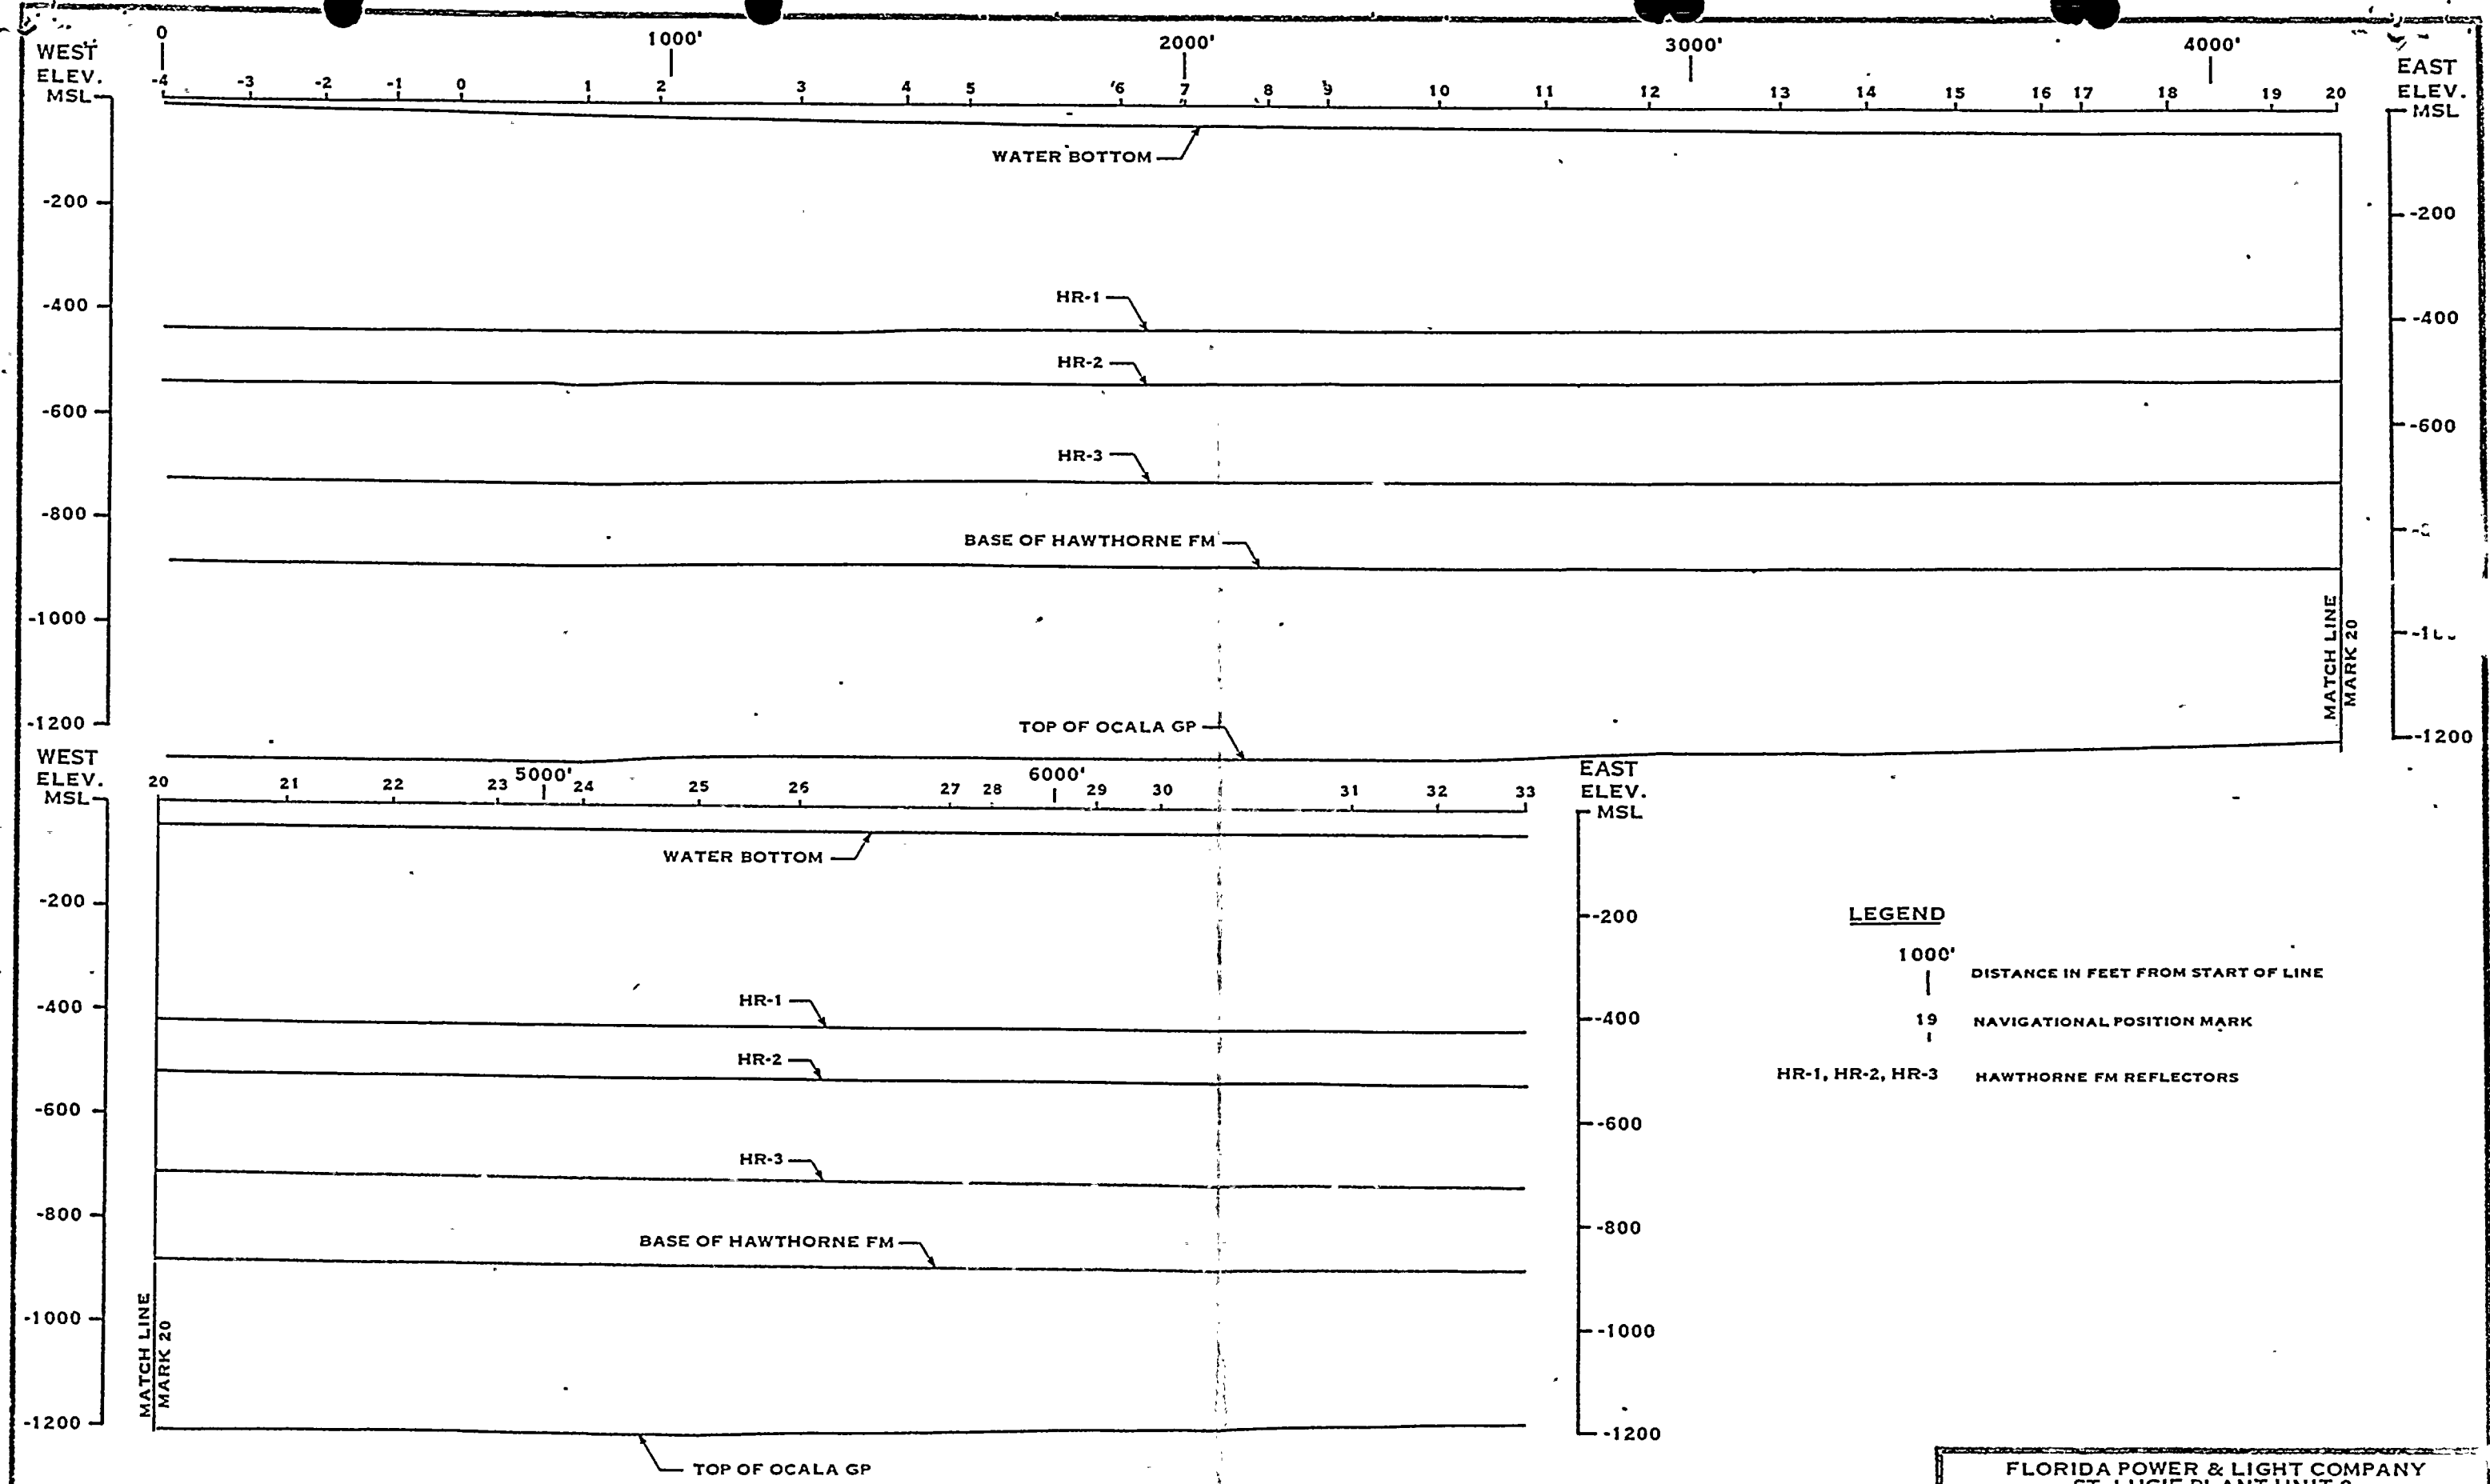 0 1000' 2000' 3000' 4000'
WEST EAST
ELEV. -4 -3 -2 -1 0 1 2 3 4 5 6 7 8 9 10 11 12 13 14 15 16 17 18 19 20 ELEV.
MSL MSL
WATER BOTTOM
-200 -200
HR-1
-400 -400
HR-2
-600 -600
HR-3
-800
BASE OF HAWTHORNE FM
-1000
MATCH LINE
MARK 20
-1200 -1200
TOP OF OCALA GP
WEST 5000' 6000' EAST
ELEV. 20 21 22 23 24 25 26 27 28 29 30 31 32 33 ELEV.
MSL MSL
WATER BOTTOM
-200 -200
HR-1
-400 -400
HR-2
-600 -600
HR-3
-800 -800
BASE OF HAWTHORNE FM
-1000 -1000
MATCH LINE
MARK 20
-1200 -1200
TOP OF OCALA GP
LEGEND
1000' DISTANCE IN FEET FROM START OF LINE
19 NAVIGATIONAL POSITION MARK
HR-1, HR-2, HR-3 HAWTHORNE FM REFLECTORS
FLORIDA POWER & LIGHT COMPANY
ST. LUCIE PLANT UNIT